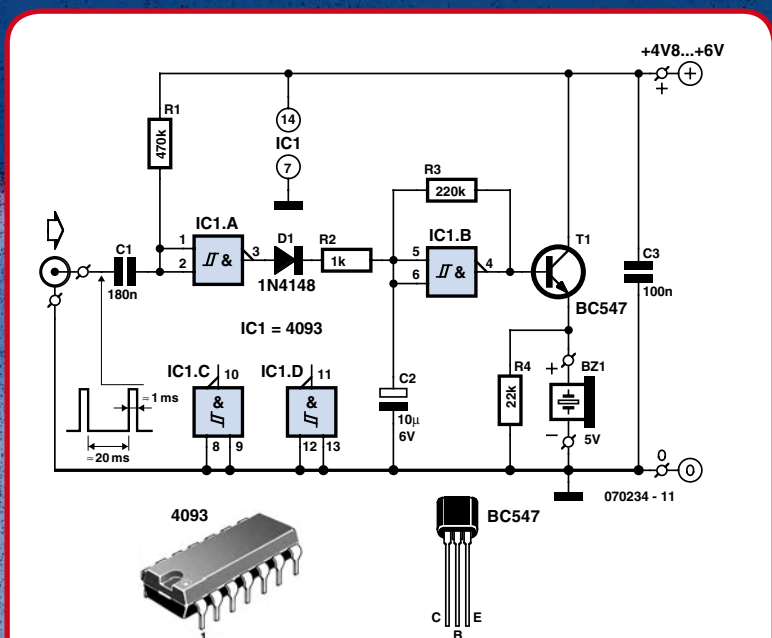 +4V8...+6V
+
+
R1
470k
14
IC1
7
R3
220k
C1
180n
1
2
IC1.A
&
3
D1
1N4148
R2
1k
IC1.B
5
6
&
4
T1
BC547
C3
100n
IC1 = 4093
≈1 ms
≈20 ms
IC1.C
10
&
8
9
IC1.D
11
&
12
13
C2
10µ
6V
R4
22k
+
BZ1
–
5V
0
0
070234 - 11
4093
1
BC547
C
B
E